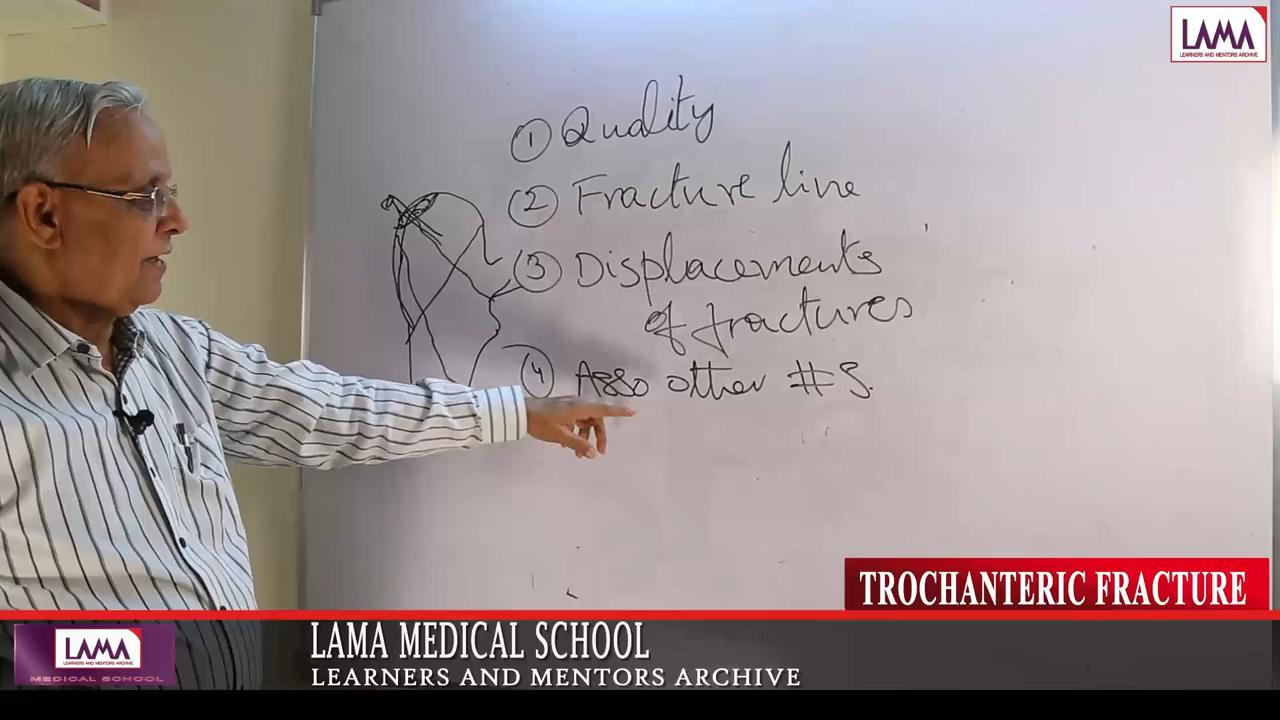 LAMA
LEARNERS AND MENTORS ARCHIVE
① Quality
② Fracture line
③ Displacements
of fractures
④ Asso other #s.
TROCHANTERIC FRACTURE
LAMA MEDICAL SCHOOL
LEARNERS AND MENTORS ARCHIVE
LAMA
LEARNERS AND MENTORS ARCHIVE
MEDICAL SCHOOL